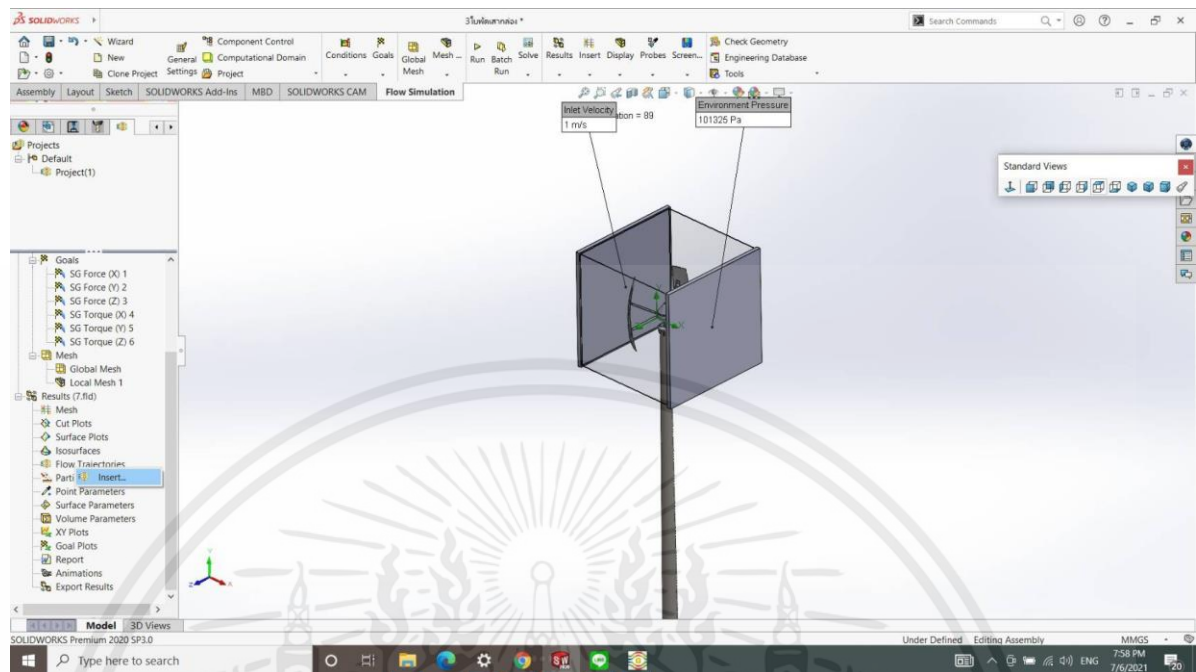 SOLIDWORKS
3ใบพัดเสากล่อง *
Search Commands
Wizard
New
Clone Project
General Settings
Component Control
Computational Domain
Project
Conditions
Goals
Global Mesh
Mesh ...
Run
Batch Run
Solve
Results
Insert
Display
Probes
Screen...
Check Geometry
Engineering Database
Tools
Assembly
Layout
Sketch
SOLIDWORKS Add-Ins
MBD
SOLIDWORKS CAM
Flow Simulation
Inlet Velocity
1 m/s
ation = 89
Environment Pressure
101325 Pa
Standard Views
Projects
Default
Project(1)
Goals
SG Force (X) 1
SG Force (Y) 2
SG Force (Z) 3
SG Torque (X) 4
SG Torque (Y) 5
SG Torque (Z) 6
Mesh
Global Mesh
Local Mesh 1
Results (7.fld)
Mesh
Cut Plots
Surface Plots
Isosurfaces
Flow Trajectories
Parti
Insert...
Point Parameters
Surface Parameters
Volume Parameters
XY Plots
Goal Plots
Report
Animations
Export Results
X
Y
Model
3D Views
SOLIDWORKS Premium 2020 SP3.0
Under Defined
Editing Assembly
MMGS
Type here to search
ENG
7:58 PM
7/6/2021
20